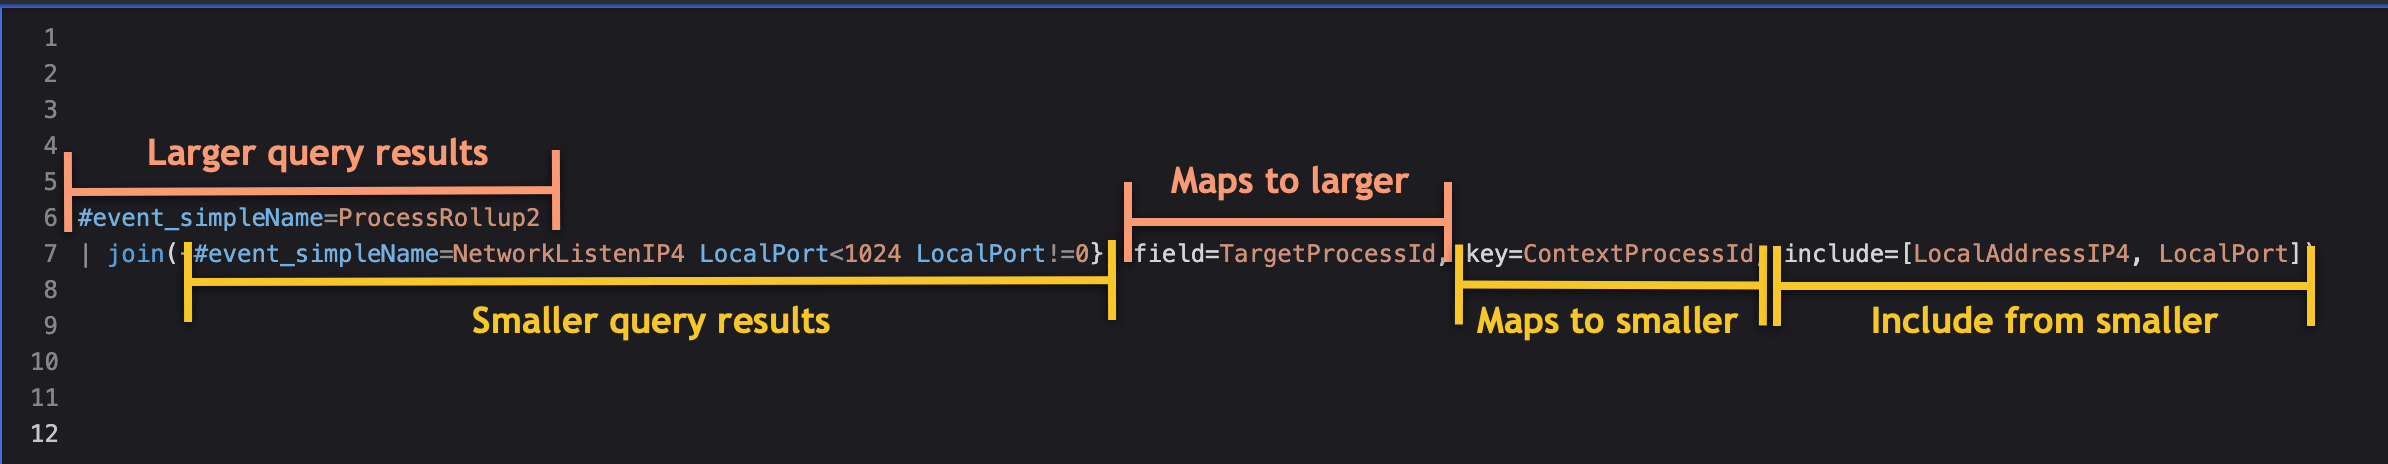 1
2
3
4
Larger query results
5
Maps to larger
6 #event_simpleName=ProcessRollup2
7 | join({#event_simpleName=NetworkListenIP4 LocalPort<1024 LocalPort!=0}, field=TargetProcessId, key=ContextProcessId, include=[LocalAddressIP4, LocalPort])
8
Smaller query results
Maps to smaller
Include from smaller
9
10
11
12